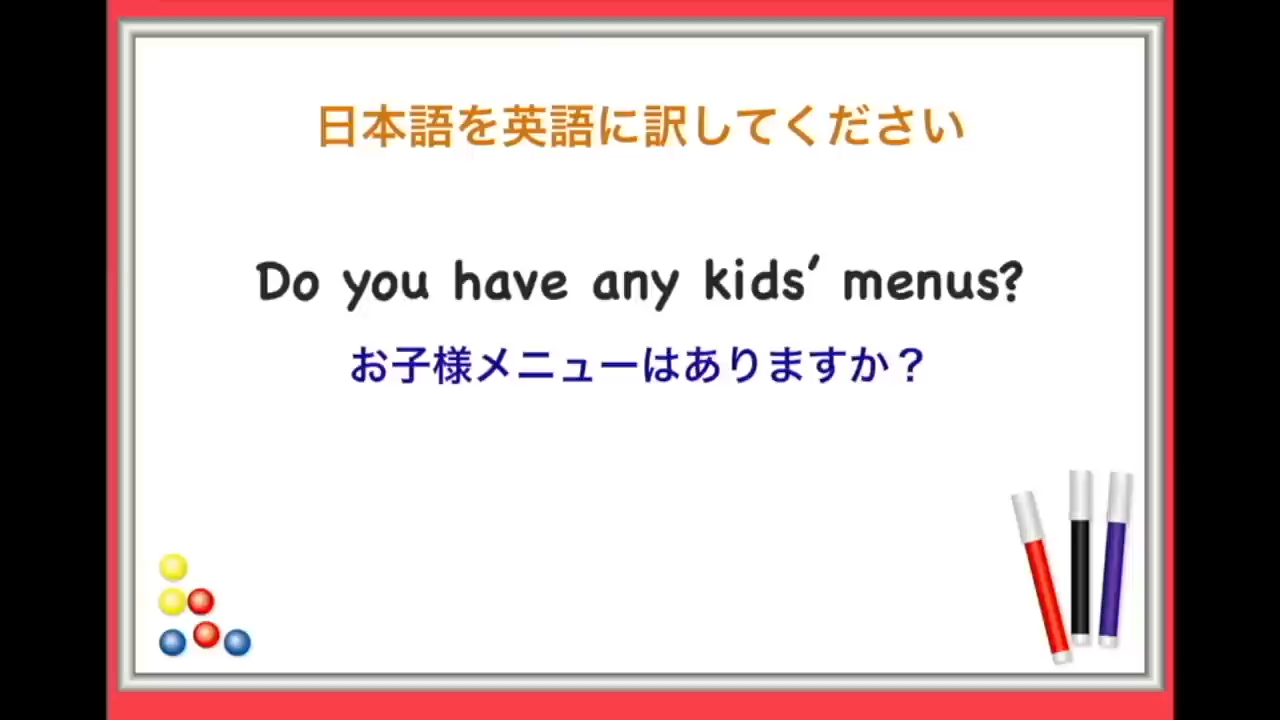 日本語を英語に訳してください
Do you have any kids’ menus?
お子様メニューはありますか？